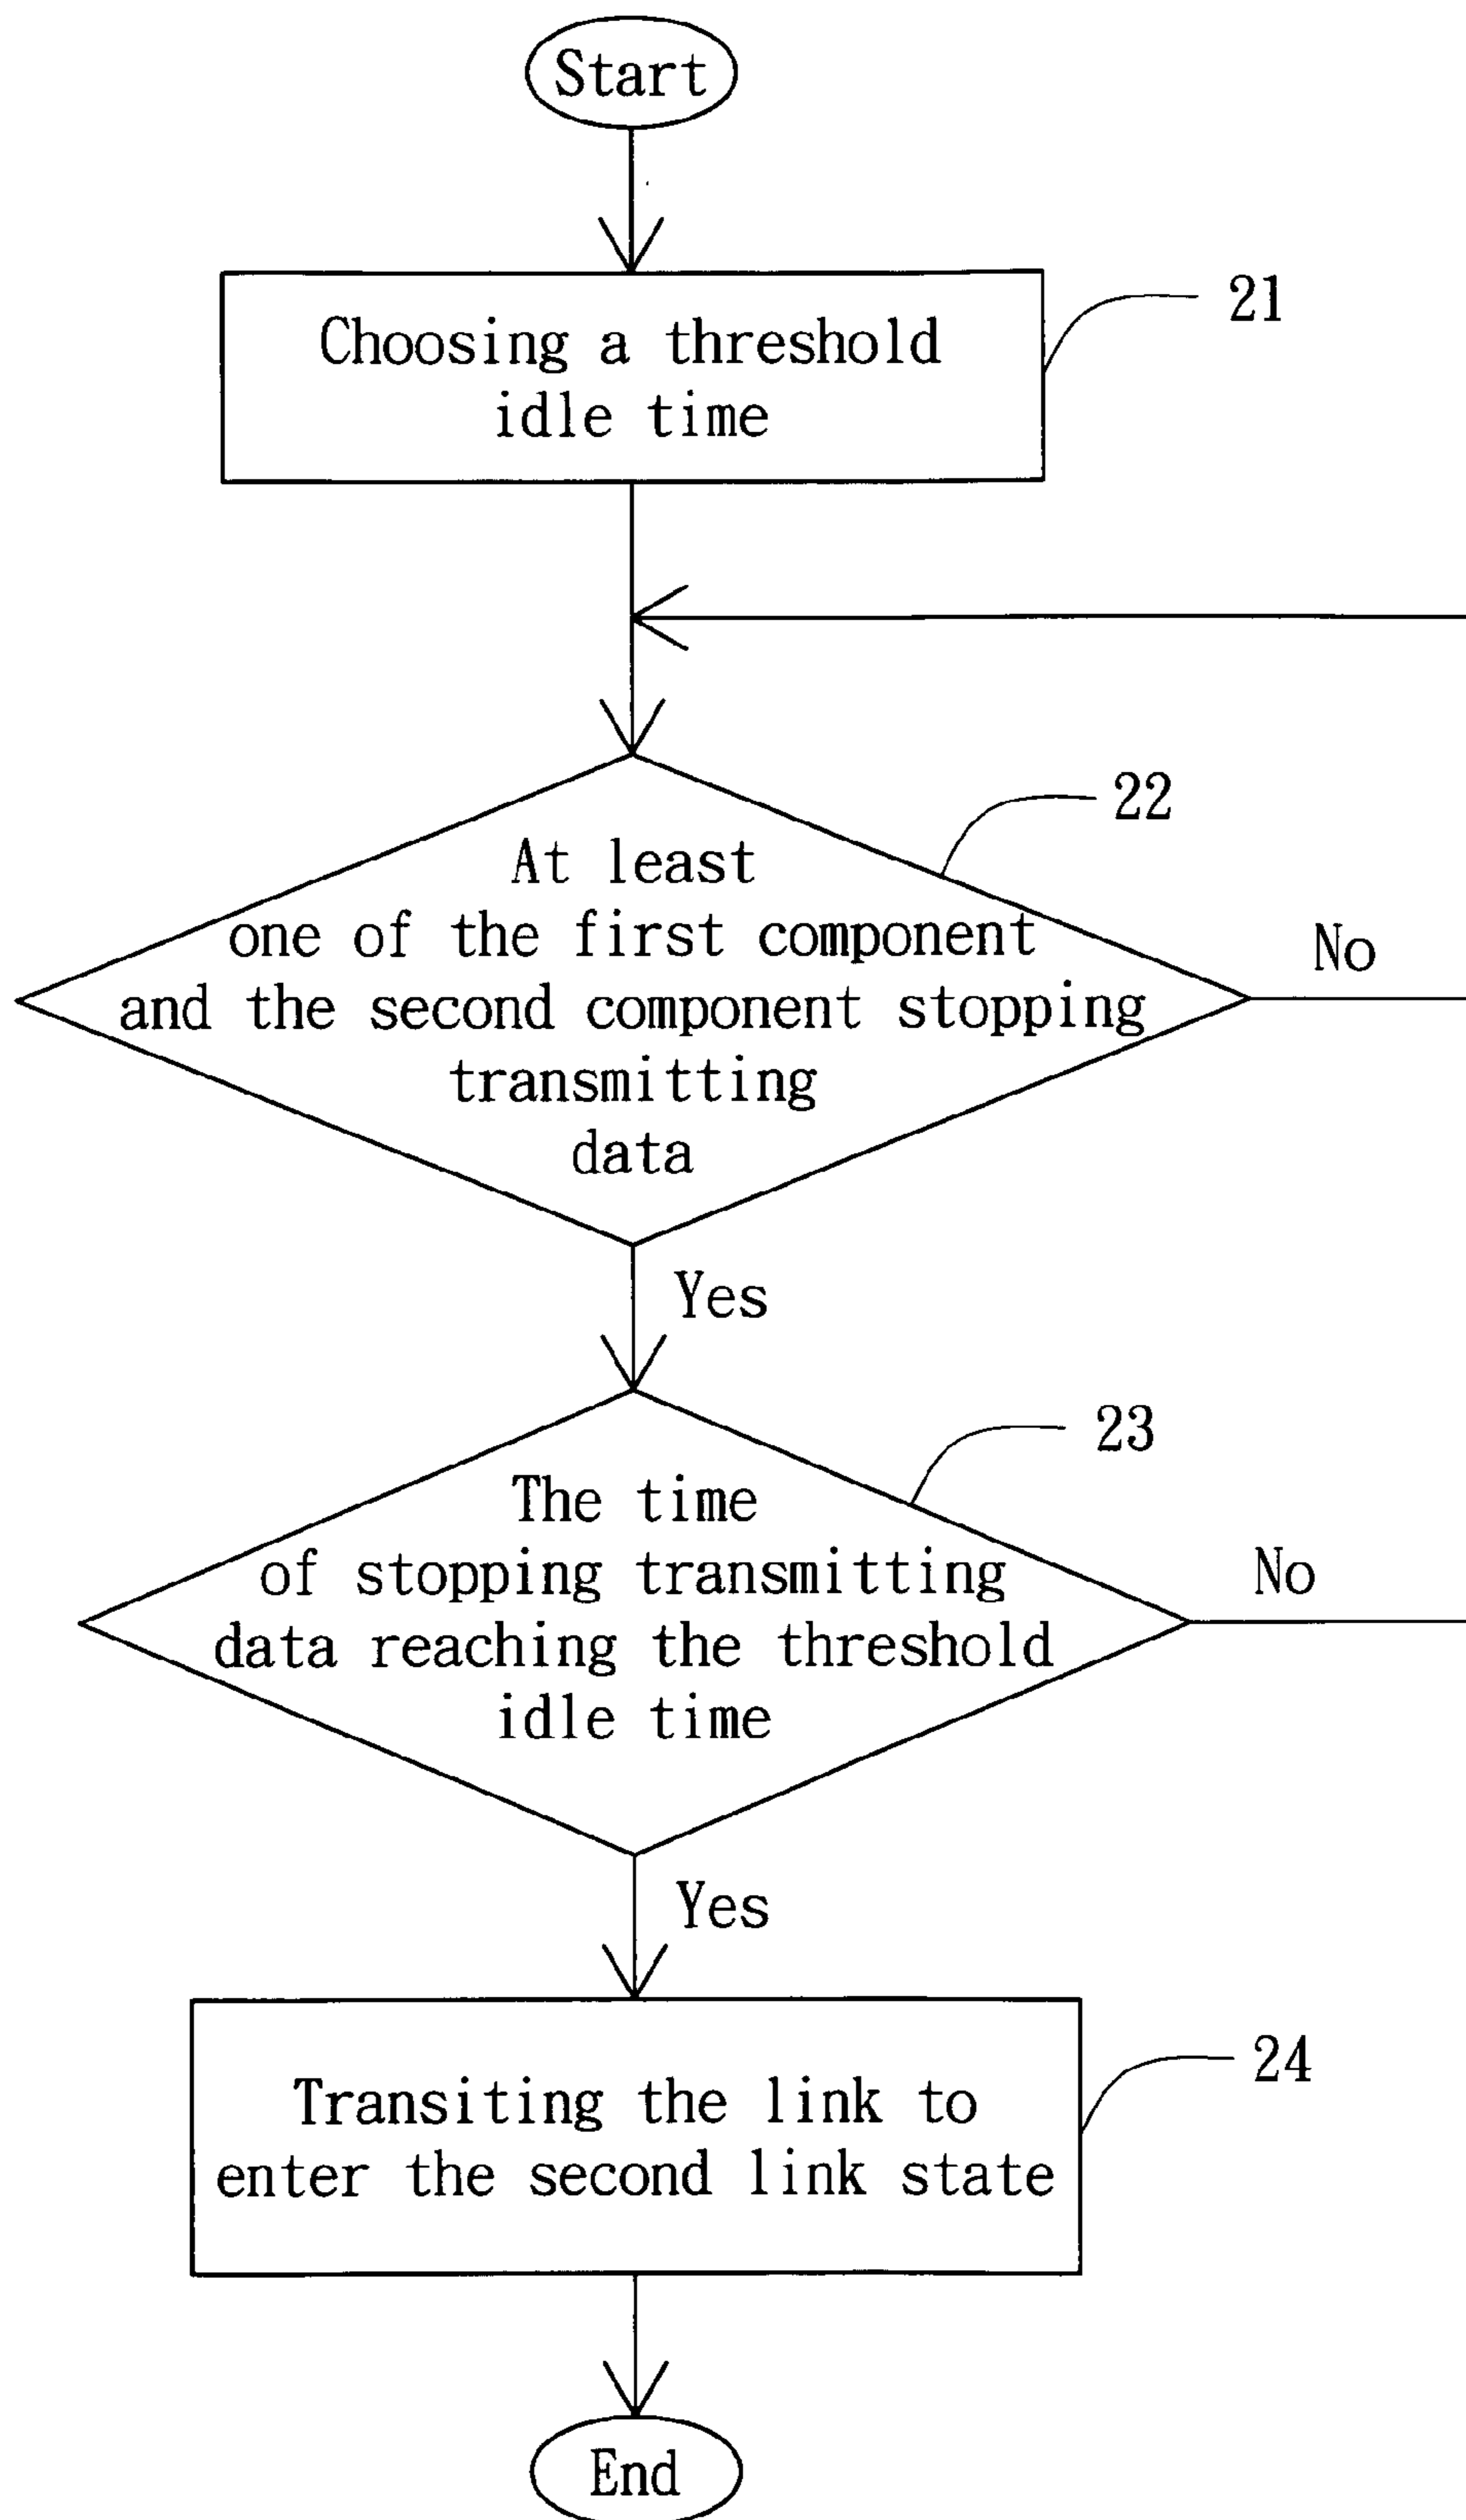 Start
Choosing a threshold
idle time
21
At least
one of the first component
and the second component stopping
transmitting
data
22
No
Yes
The time
of stopping transmitting
data reaching the threshold
idle time
23
No
Yes
Transiting the link to
enter the second link state
24
End